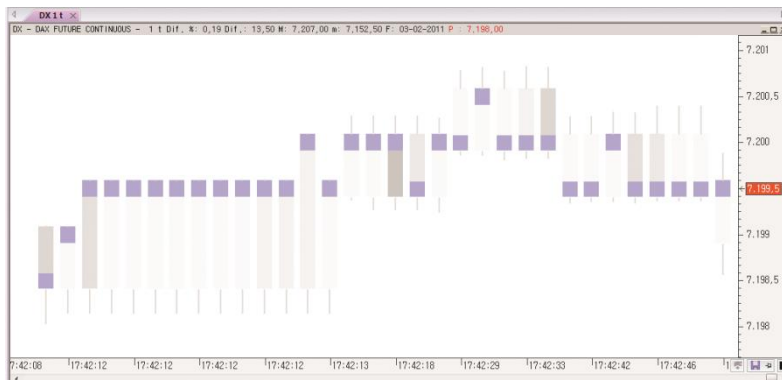 DX 1 t
DX - DAX FUTURE CONTINUOUS - 1 t Dif, %: 0,19 Dif,: 13,50 M: 7,207,00 m: 7,152,50 F: 03-02-2011 P : 7,198,00
7.201
7.200,5
7.200
7.199,5
7.199
7.198,5
7.198
7:42:08 17:42:12 17:42:12 17:42:12 17:42:12 17:42:13 17:42:18 17:42:29 17:42:33 17:42:42 17:42:46